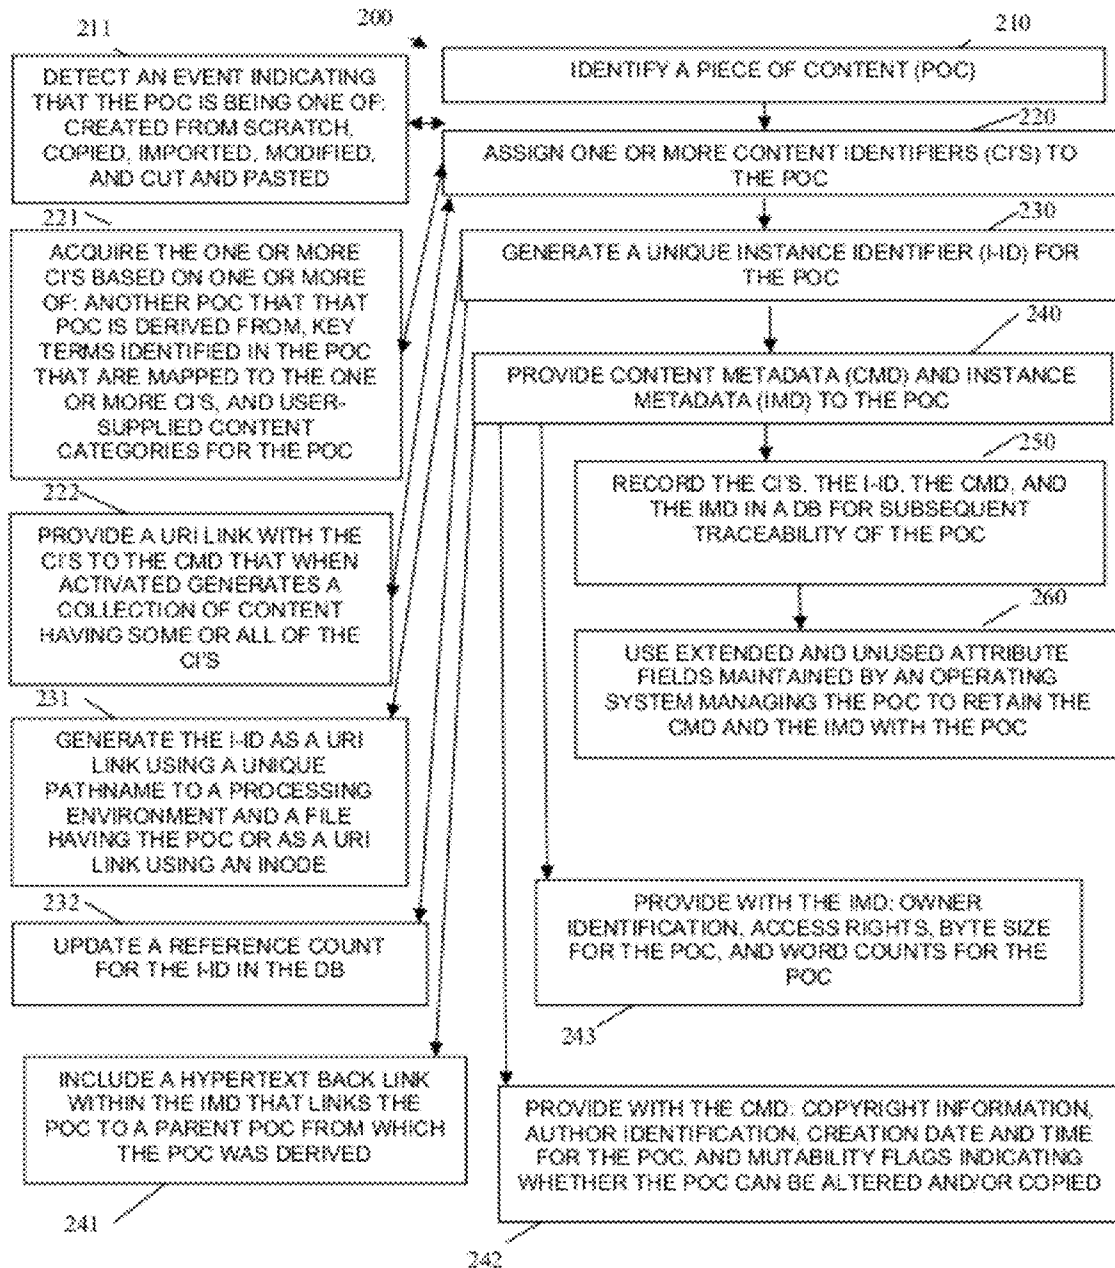 200
210
IDENTIFY A PIECE OF CONTENT (POC)
211
DETECT AN EVENT INDICATING
THAT THE POC IS BEING ONE OF:
CREATED FROM SCRATCH,
COPIED, IMPORTED, MODIFIED,
AND CUT AND PASTED
220
ASSIGN ONE OR MORE CONTENT IDENTIFIERS (CI'S) TO
THE POC
221
ACQUIRE THE ONE OR MORE
CI'S BASED ON ONE OR MORE
OF: ANOTHER POC THAT THAT
POC IS DERIVED FROM, KEY
TERMS IDENTIFIED IN THE POC
THAT ARE MAPPED TO THE ONE
OR MORE CI'S, AND USER-
SUPPLIED CONTENT
CATEGORIES FOR THE POC
230
GENERATE A UNIQUE INSTANCE IDENTIFIER (I-ID) FOR
THE POC
240
PROVIDE CONTENT METADATA (CMD) AND INSTANCE
METADATA (IMD) TO THE POC
250
RECORD THE CI'S, THE I-ID, THE CMD, AND
THE IMD IN A DB FOR SUBSEQUENT
TRACEABILITY OF THE POC
222
PROVIDE A URI LINK WITH THE
CI'S TO THE CMD THAT WHEN
ACTIVATED GENERATES A
COLLECTION OF CONTENT
HAVING SOME OR ALL OF THE
CI'S
260
USE EXTENDED AND UNUSED ATTRIBUTE
FIELDS MAINTAINED BY AN OPERATING
SYSTEM MANAGING THE POC TO RETAIN THE
CMD AND THE IMD WITH THE POC
231
GENERATE THE I-ID AS A URI
LINK USING A UNIQUE
PATHNAME TO A PROCESSING
ENVIRONMENT AND A FILE
HAVING THE POC OR AS A URI
LINK USING AN INODE
232
UPDATE A REFERENCE COUNT
FOR THE I-ID IN THE DB
PROVIDE WITH THE IMD: OWNER
IDENTIFICATION, ACCESS RIGHTS, BYTE SIZE
FOR THE POC, AND WORD COUNTS FOR THE
POC
243
INCLUDE A HYPERTEXT BACK LINK
WITHIN THE IMD THAT LINKS THE
POC TO A PARENT POC FROM WHICH
THE POC WAS DERIVED
241
PROVIDE WITH THE CMD: COPYRIGHT INFORMATION,
AUTHOR IDENTIFICATION, CREATION DATE AND TIME
FOR THE POC, AND MUTABILITY FLAGS INDICATING
WHETHER THE POC CAN BE ALTERED AND/OR COPIED
242